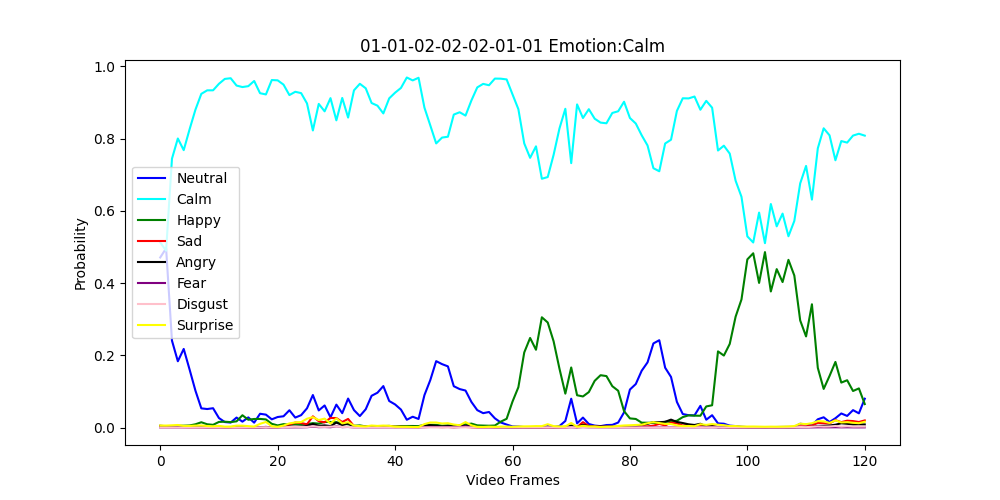 01-01-02-02-02-01-01 Emotion:Calm
1.0
0.8
0.6
0.4
0.2
0.0
Probability
Neutral
Calm
Happy
Sad
Angry
Fear
Disgust
Surprise
0 20 40 60 80 100 120
Video Frames